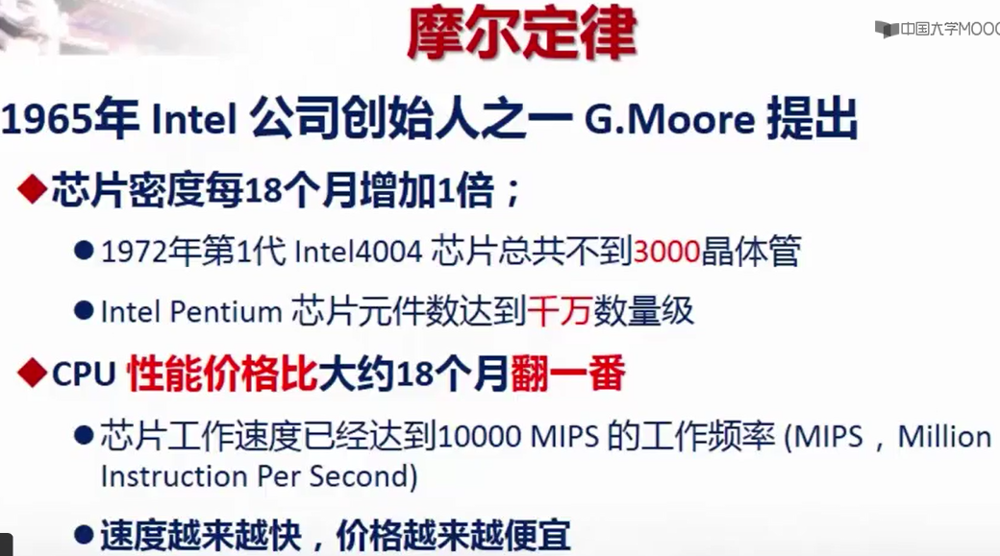 摩尔定律
中国大学MOOC
1965年 Intel 公司创始人之一 G.Moore 提出
◆芯片密度每18个月增加1倍；
●1972年第1代 Intel4004 芯片总共不到3000晶体管
●Intel Pentium 芯片元件数达到千万数量级
◆CPU 性能价格比大约18个月翻一番
●芯片工作速度已经达到10000 MIPS 的工作频率 (MIPS，Million
Instruction Per Second)
●速度越来越快，价格越来越便宜